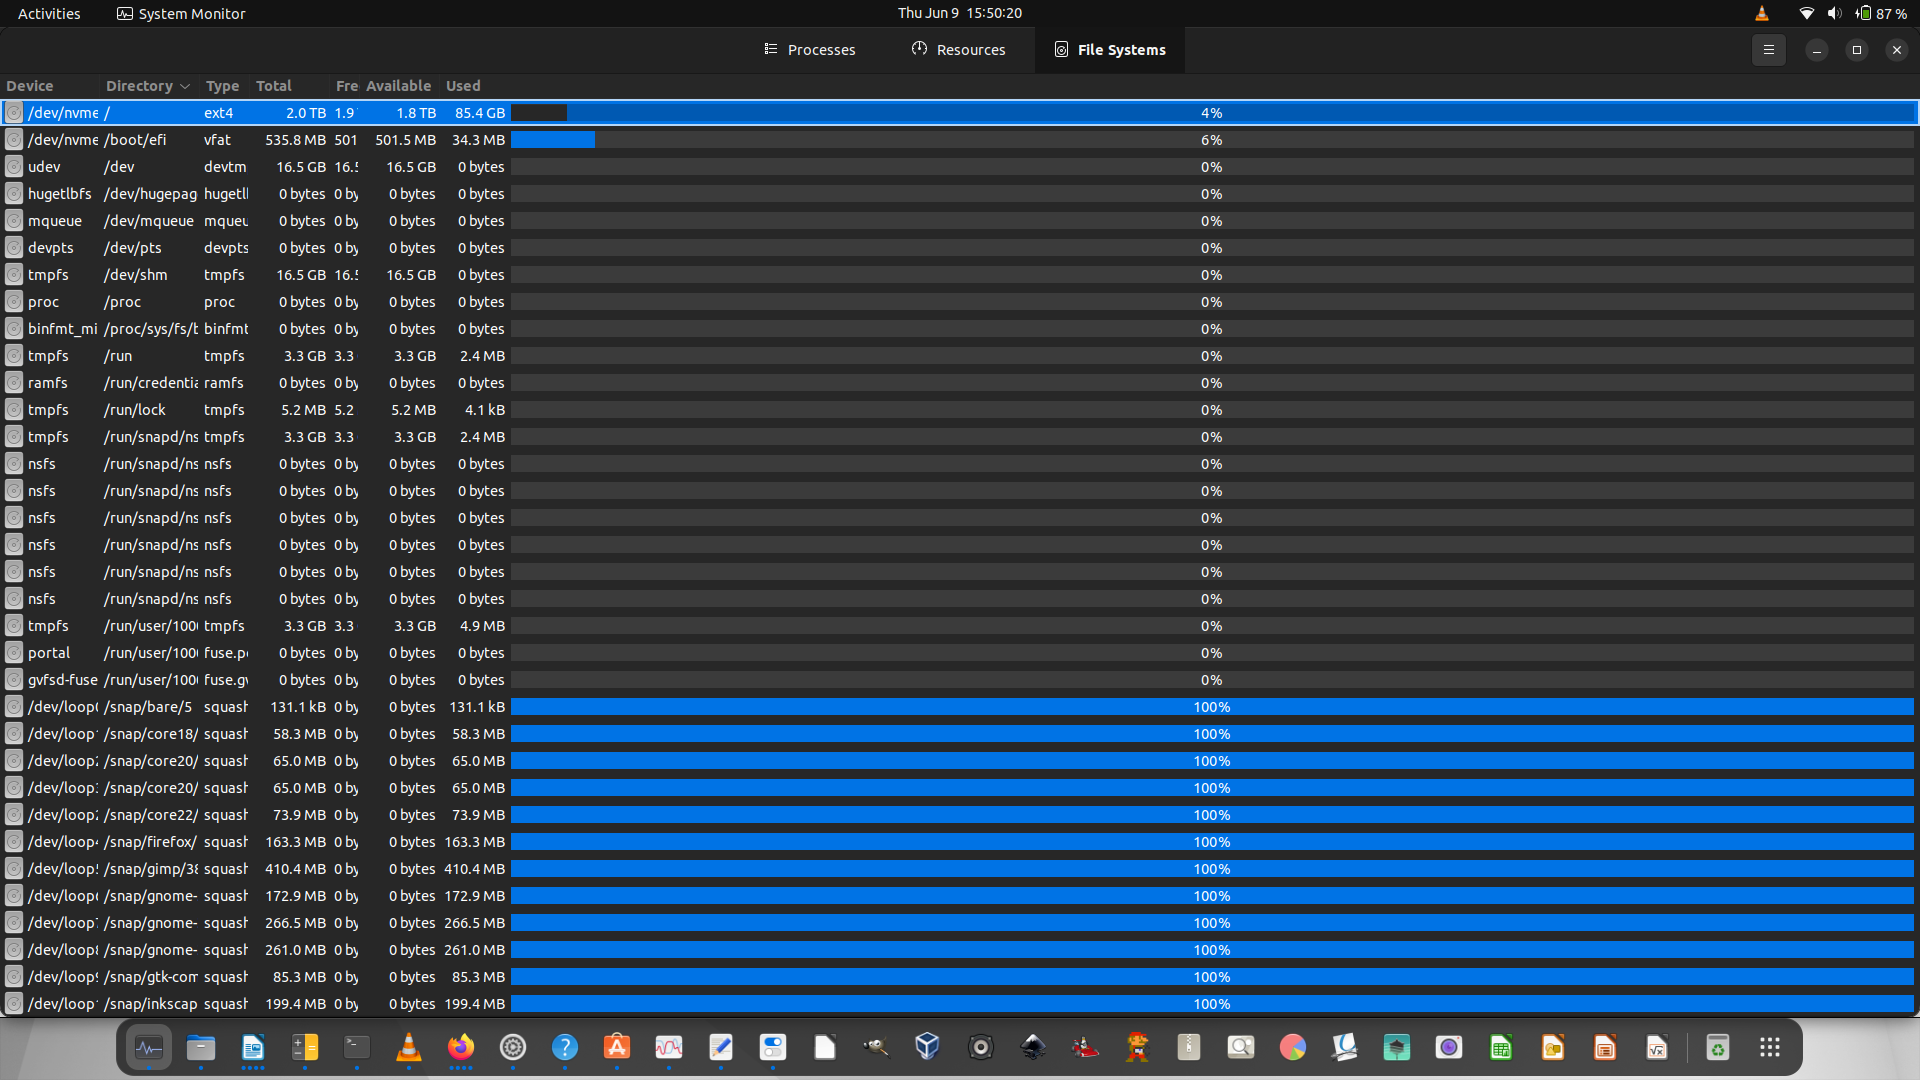 Activities System Monitor Thu Jun 9 15:50:20 87 %
Processes Resources File Systems
Device Directory Type Total Fre Available Used
/dev/nvme / ext4 2.0 TB 1.9 1.8 TB 85.4 GB 4%
/dev/nvme /boot/efi vfat 535.8 MB 501 501.5 MB 34.3 MB 6%
udev /dev devtm 16.5 GB 16.5 16.5 GB 0 bytes 0%
hugetlbfs /dev/hugepag hugetl 0 bytes 0 by 0 bytes 0 bytes 0%
mqueue /dev/mqueue mqueu 0 bytes 0 by 0 bytes 0 bytes 0%
devpts /dev/pts devpts 0 bytes 0 by 0 bytes 0 bytes 0%
tmpfs /dev/shm tmpfs 16.5 GB 16.5 16.5 GB 0 bytes 0%
proc /proc proc 0 bytes 0 by 0 bytes 0 bytes 0%
binfmt_mi /proc/sys/fs/b binfmt 0 bytes 0 by 0 bytes 0 bytes 0%
tmpfs /run tmpfs 3.3 GB 3.3 3.3 GB 2.4 MB 0%
ramfs /run/credentia ramfs 0 bytes 0 by 0 bytes 0 bytes 0%
tmpfs /run/lock tmpfs 5.2 MB 5.2 5.2 MB 4.1 kB 0%
tmpfs /run/snapd/ns tmpfs 3.3 GB 3.3 3.3 GB 2.4 MB 0%
nsfs /run/snapd/ns nsfs 0 bytes 0 by 0 bytes 0 bytes 0%
nsfs /run/snapd/ns nsfs 0 bytes 0 by 0 bytes 0 bytes 0%
nsfs /run/snapd/ns nsfs 0 bytes 0 by 0 bytes 0 bytes 0%
nsfs /run/snapd/ns nsfs 0 bytes 0 by 0 bytes 0 bytes 0%
nsfs /run/snapd/ns nsfs 0 bytes 0 by 0 bytes 0 bytes 0%
nsfs /run/snapd/ns nsfs 0 bytes 0 by 0 bytes 0 bytes 0%
tmpfs /run/user/100 tmpfs 3.3 GB 3.3 3.3 GB 4.9 MB 0%
portal /run/user/100 fuse.p 0 bytes 0 by 0 bytes 0 bytes 0%
gvfsd-fuse /run/user/100 fuse.g 0 bytes 0 by 0 bytes 0 bytes 0%
/dev/loop /snap/bare/5 squash 131.1 kB 0 by 0 bytes 131.1 kB 100%
/dev/loop /snap/core18/ squash 58.3 MB 0 by 0 bytes 58.3 MB 100%
/dev/loop2 /snap/core20/ squash 65.0 MB 0 by 0 bytes 65.0 MB 100%
/dev/loop3 /snap/core20/ squash 65.0 MB 0 by 0 bytes 65.0 MB 100%
/dev/loop2 /snap/core22/ squash 73.9 MB 0 by 0 bytes 73.9 MB 100%
/dev/loop4 /snap/firefox/ squash 163.3 MB 0 by 0 bytes 163.3 MB 100%
/dev/loop5 /snap/gimp/38 squash 410.4 MB 0 by 0 bytes 410.4 MB 100%
/dev/loop6 /snap/gnome- squash 172.9 MB 0 by 0 bytes 172.9 MB 100%
/dev/loop7 /snap/gnome- squash 266.5 MB 0 by 0 bytes 266.5 MB 100%
/dev/loop8 /snap/gnome- squash 261.0 MB 0 by 0 bytes 261.0 MB 100%
/dev/loop9 /snap/gtk-com squash 85.3 MB 0 by 0 bytes 85.3 MB 100%
/dev/loop /snap/inkscap squash 199.4 MB 0 by 0 bytes 199.4 MB 100%